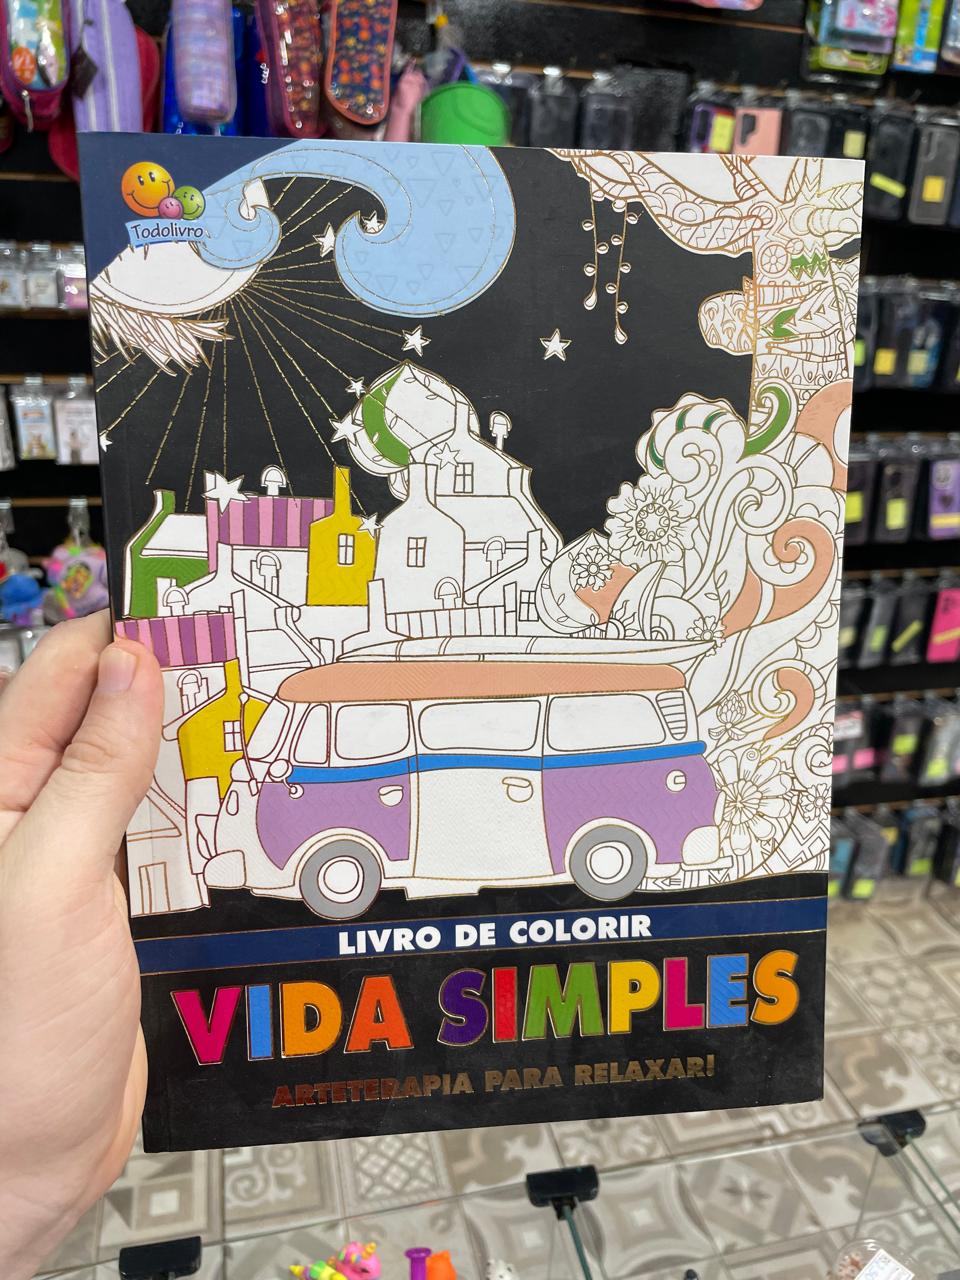 Todolivro
LIVRO DE COLORIR
VIDA SIMPLES
ARTETERAPIA PARA RELAXAR!